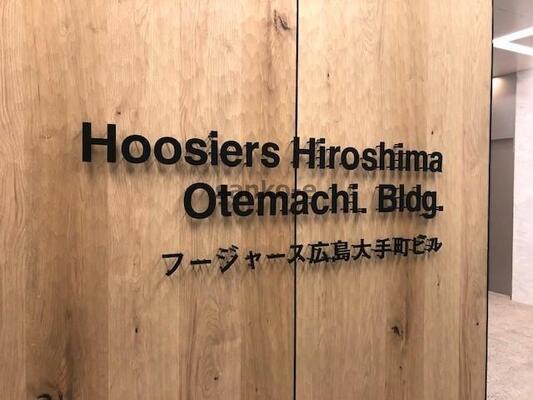 Hoosiers Hiroshima
Otemachi. Bldg.
フージャース広島大手町ビル